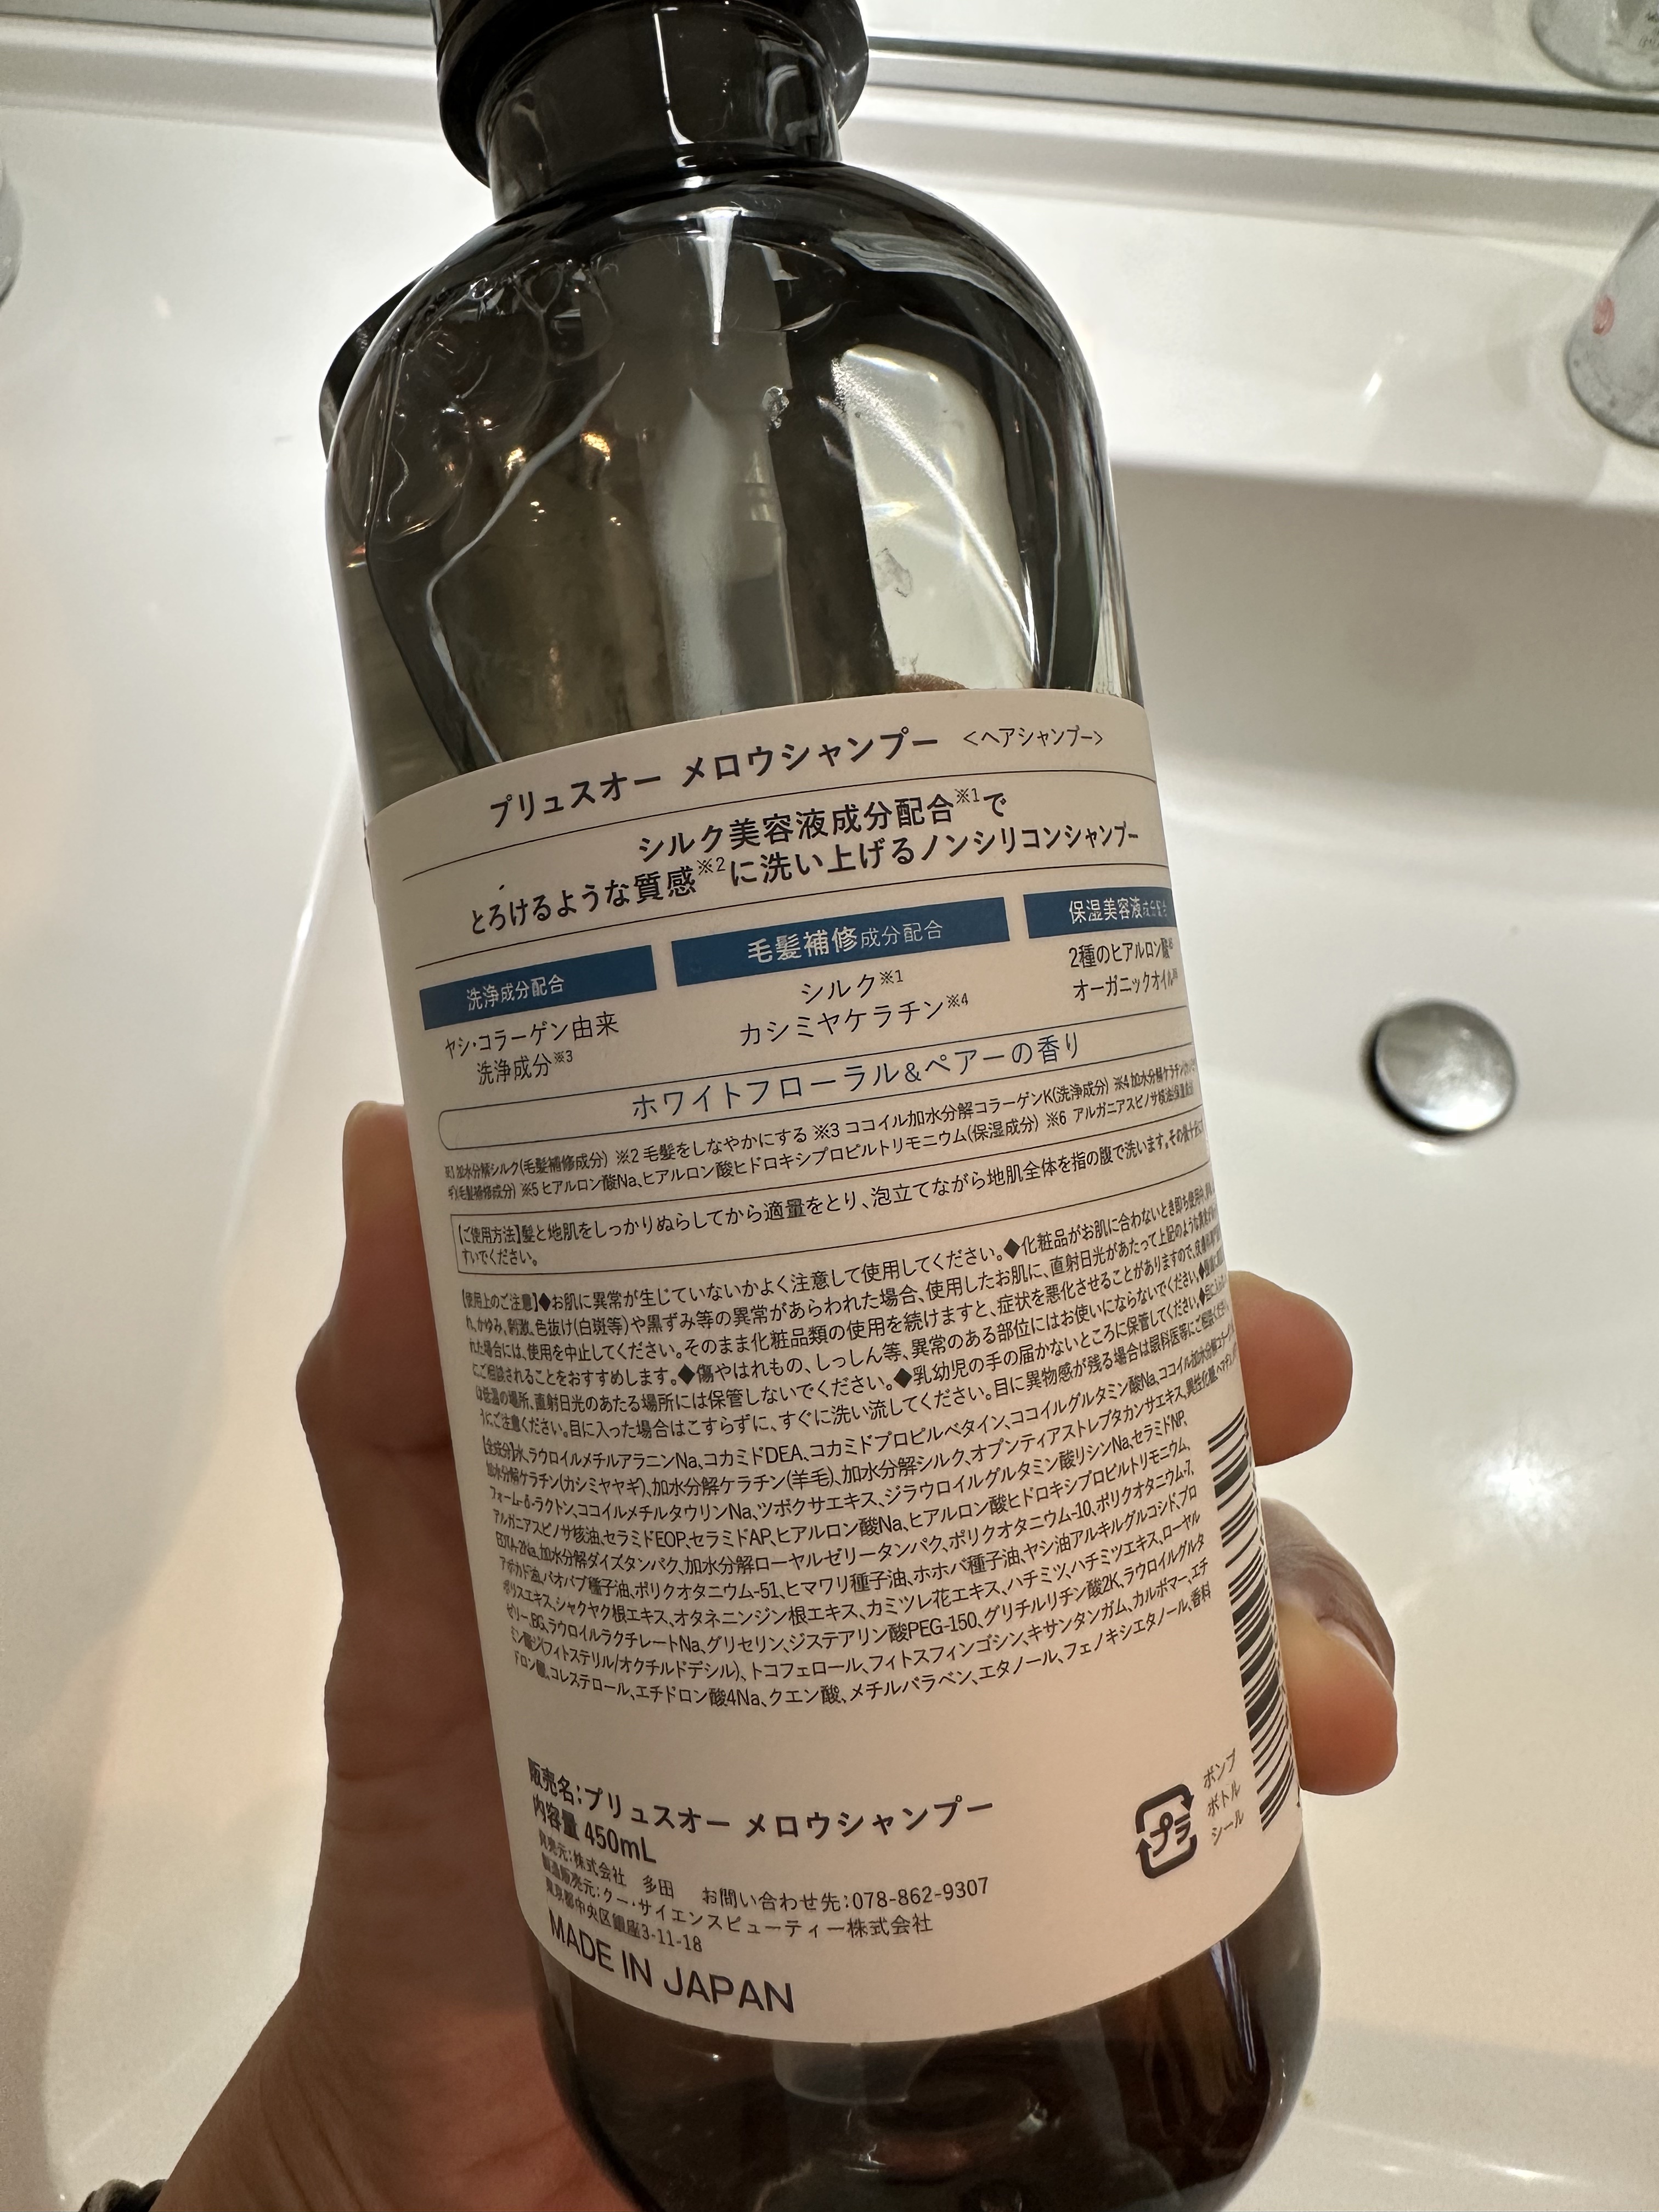 プリュスオー メロウシャンプー <ヘアシャンプー>
シルク美容液成分配合※1で
とろけるような質感※2に洗い上げるノンシリコンシャンプー
洗浄成分配合
ヤシ・コラーゲン由来
洗浄成分※3
毛髪補修成分配合
シルク※1
カシミヤケラチン※4
保湿美容液成分配合
2種のヒアルロン酸
オーガニックオイル
ホワイトフローラル&ペアーの香り
※1 加水分解シルク(毛髪補修成分) ※2 毛髪をしなやかにする ※3 ココイル加水分解コラーゲンK(洗浄成分) ※4 加水分解ケラチン
(毛髪補修成分) ※5 ヒアルロン酸Na、ヒアルロン酸ヒドロキシプロピルトリモニウム(保湿成分) ※6 アルガニアスピノサ核油
【ご使用方法】髪と地肌をしっかりぬらしてから適量をとり、泡立てながら地肌全体を指の腹で洗います。その後十分に
すいでください。
【使用上のご注意】◆お肌に異常が生じていないかよく注意して使用してください。◆化粧品がお肌に合わないとき即ち使用中、
れ、かゆみ、刺激、色抜け(白斑等)や黒ずみ等の異常があらわれた場合、使用したお肌に、直射日光があたって上記のような異常が
れた場合には、使用を中止してください。そのまま化粧品類の使用を続けますと、症状を悪化させることがありますので、
にご相談されることをおすすめします。◆傷やはれもの、しっしん等、異常のある部位にはお使いにならないでください。
は低温の場所、直射日光のあたる場所には保管しないでください。◆乳幼児の手の届かないところに保管してください。
うにご注意ください。目に入った場合はこすらずに、すぐに洗い流してください。目に異物感が残る場合は眼科医等にご相談ください。
【全成分】水、ラウロイルメチルアラニンNa、コカミドDEA、コカミドプロピルベタイン、ココイルグルタミン酸Na、ココイル加水分解コラーゲンK、
加水分解ケラチン(カシミヤヤギ)、加水分解ケラチン(羊毛)、加水分解シルク、オプンティアストレプタカンサエキス、異性化糖、
フォーム-δ-ラクトン、ココイルメチルタウリンNa、ツボクサエキス、ジラウロイルグルタミン酸リシンNa、セラミドNP、
アルガニアスピノサ核油、セラミドEOP、セラミドAP、ヒアルロン酸Na、ヒアルロン酸ヒドロキシプロピルトリモニウム、
EDTA-2Na、加水分解ダイズタンパク、加水分解ローヤルゼリータンパク、ポリクオタニウム-10、ポリクオタニウム-7、
アボカド油、バオバブ種子油、ポリクオタニウム-51、ヒマワリ種子油、ホホバ種子油、ヤシ油アルキルグルコシド、プロ
ポリスエキス、シャクヤク根エキス、オタネニンジン根エキス、カミツレ花エキス、ハチミツ、ハチミツエキス、ローヤル
ゼリー、BG、ラウロイルラクチレートNa、グリセリン、ジステアリン酸PEG-150、グリチルリチン酸2K、ラウロイルグルタ
ミン酸ジ(フィトステリル/オクチルドデシル)、トコフェロール、フィトスフィンゴシン、キサンタンガム、カルボマー、エチ
ドロン酸、コレステロール、エチドロン酸4Na、クエン酸、メチルパラベン、エタノール、フェノキシエタノール、香料
販売名:プリュスオー メロウシャンプー
内容量 450mL
発売元:株式会社 多田 お問い合わせ先:078-862-9307
製造販売元:クー・サイエンスビューティー株式会社
東京都中央区銀座3-11-18
MADE IN JAPAN
プラ
ポンプ
ボトル
シール